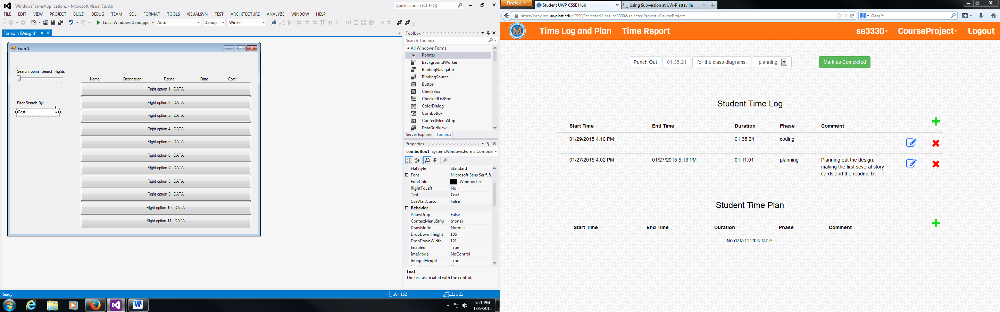 WindowsFormsApplication1 - Microsoft Visual Studio
Quick Launch (Ctrl+Q)
FILE EDIT VIEW PROJECT BUILD DEBUG TEAM SQL FORMAT TOOLS VISUALSVN TEST ARCHITECTURE ANALYZE WINDOW HELP
Local Windows Debugger Auto Debug Win32
Form1.h [Design]*
Form1
Search rooms: Search Flights
Name: Destination: Rating: Date: Cost:
Flight option 1 : DATA
Filter Search By:
Cost
Flight option 2 : DATA
Flight option 3 : DATA
Flight option 4 : DATA
Flight option 5 : DATA
Flight option 6 : DATA
Flight option 7 : DATA
Flight option 8 : DATA
Flight option 9 : DATA
Flight option 10 : DATA
Flight option 11 : DATA
Toolbox
Search Toolbox
All Windows Forms
Pointer
BackgroundWorker
BindingNavigator
BindingSource
Button
CheckBox
CheckedListBox
ColorDialog
ComboBox
ContextMenuStrip
DataGridView
Server Explorer Toolbox
Properties
comboBox1 System.Windows.Forms.ComboB
FlatStyle Standard
Font Microsoft Sans Serif, 8.
ForeColor WindowText
RightToLeft No
Text Cost
UseWaitCursor False
Behavior
AllowDrop False
ContextMenuStrip (none)
DrawMode Normal
DropDownHeight 106
DropDownWidth 121
Enabled True
ImeMode NoControl
IntegralHeight True
Text
The text associated with the control.
Ready 20 , 162 121 x 21
5:51 PM
1/29/2015
Firefox
Student UWP CSSE Hub
Using Subversion at UW-Platteville
https://xray.ion.uwplatt.edu/CSSE/?selectedClass=se3330&selectedProject=CourseProject
Google
Time Log and Plan Time Report se3330 CourseProject Logout
Punch Out 01:35:24 for the class diagrams. planning Mark as Completed
Student Time Log
Start Time End Time Duration Phase Comment
01/29/2015 4:16 PM 01:35:24 coding
01/27/2015 4:02 PM 01/27/2015 5:13 PM 01:11:01 planning Planning out the design,
making the first several story
cards and the readme.txt
Student Time Plan
Start Time End Time Duration Phase Comment
No data for this table.